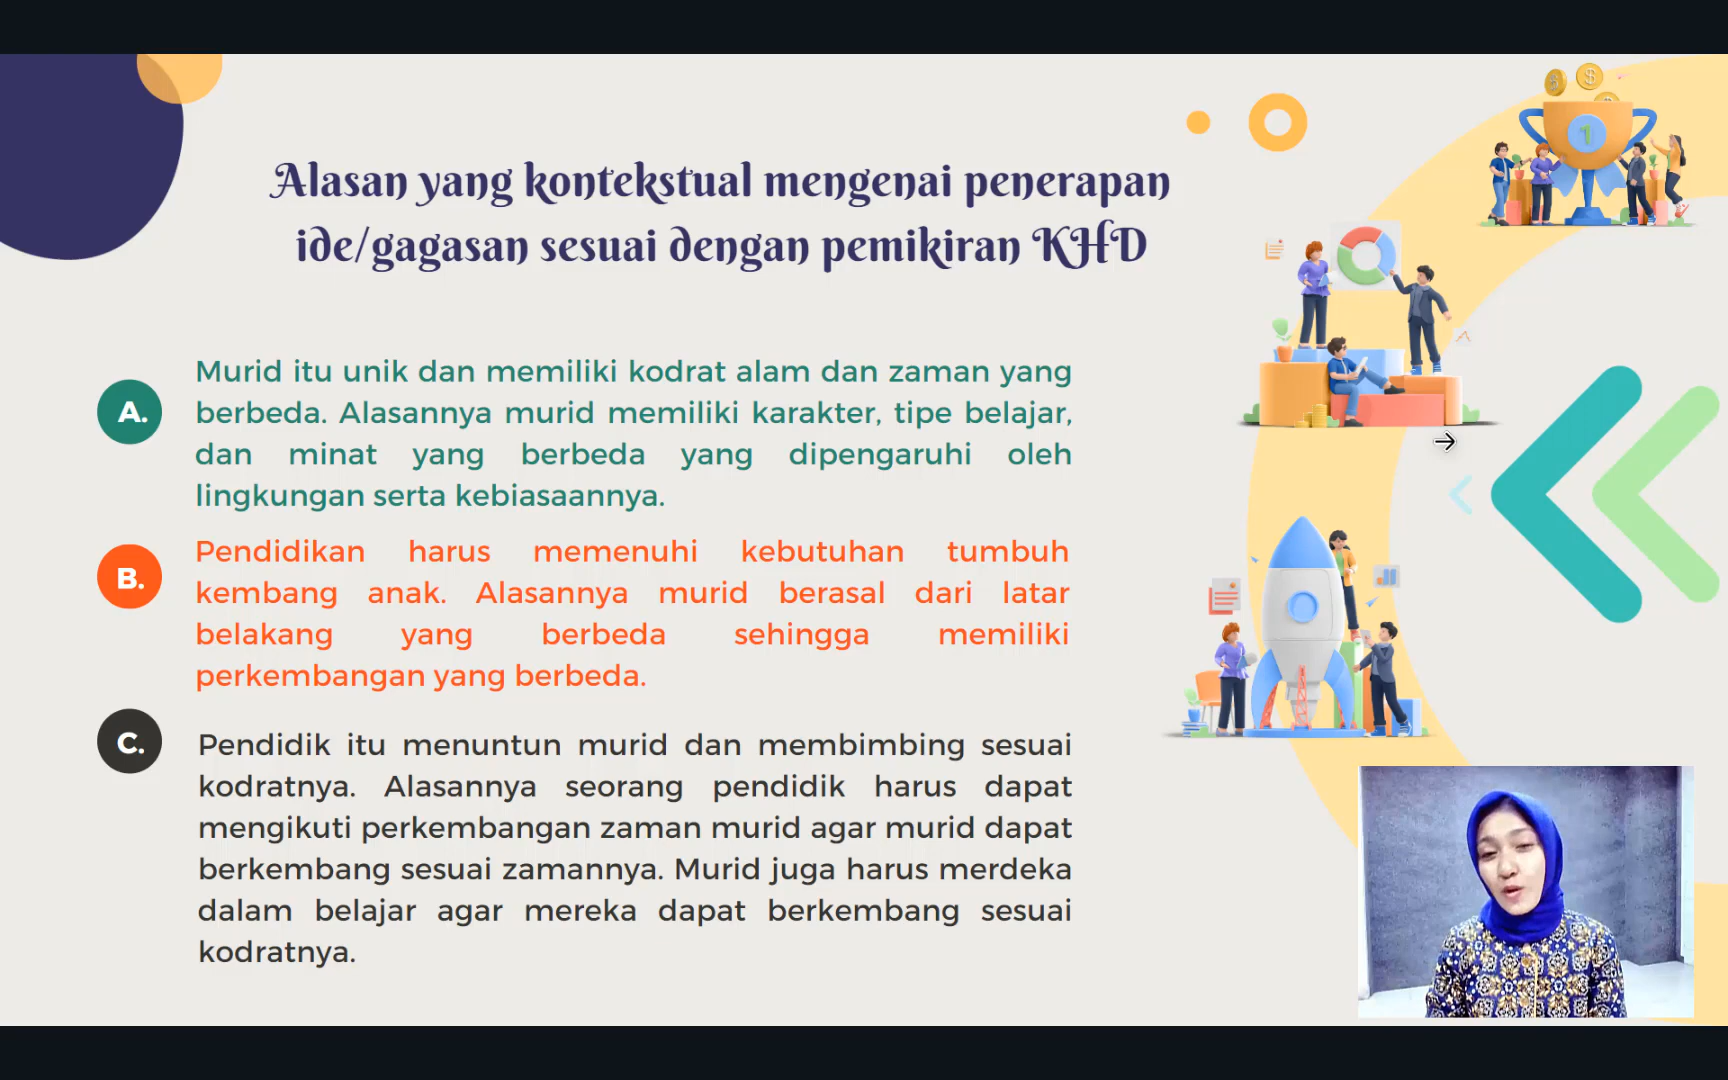 Alasan yang kontekstual mengenai penerapan
ide/gagasan sesuai dengan pemikiran KHD
A.
Murid itu unik dan memiliki kodrat alam dan zaman yang
berbeda. Alasannya murid memiliki karakter, tipe belajar,
dan minat yang berbeda yang dipengaruhi oleh
lingkungan serta kebiasaannya.
B.
Pendidikan harus memenuhi kebutuhan tumbuh
kembang anak. Alasannya murid berasal dari latar
belakang yang berbeda sehingga memiliki
perkembangan yang berbeda.
C.
Pendidik itu menuntun murid dan membimbing sesuai
kodratnya. Alasannya seorang pendidik harus dapat
mengikuti perkembangan zaman murid agar murid dapat
berkembang sesuai zamannya. Murid juga harus merdeka
dalam belajar agar mereka dapat berkembang sesuai
kodratnya.
1